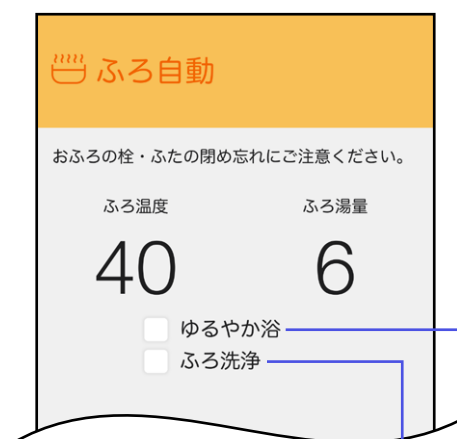 ふろ自動
おふろの栓・ふたの閉め忘れにご注意ください。
ふろ温度 ふろ湯量
40 6
ゆるやか浴
ふろ洗浄